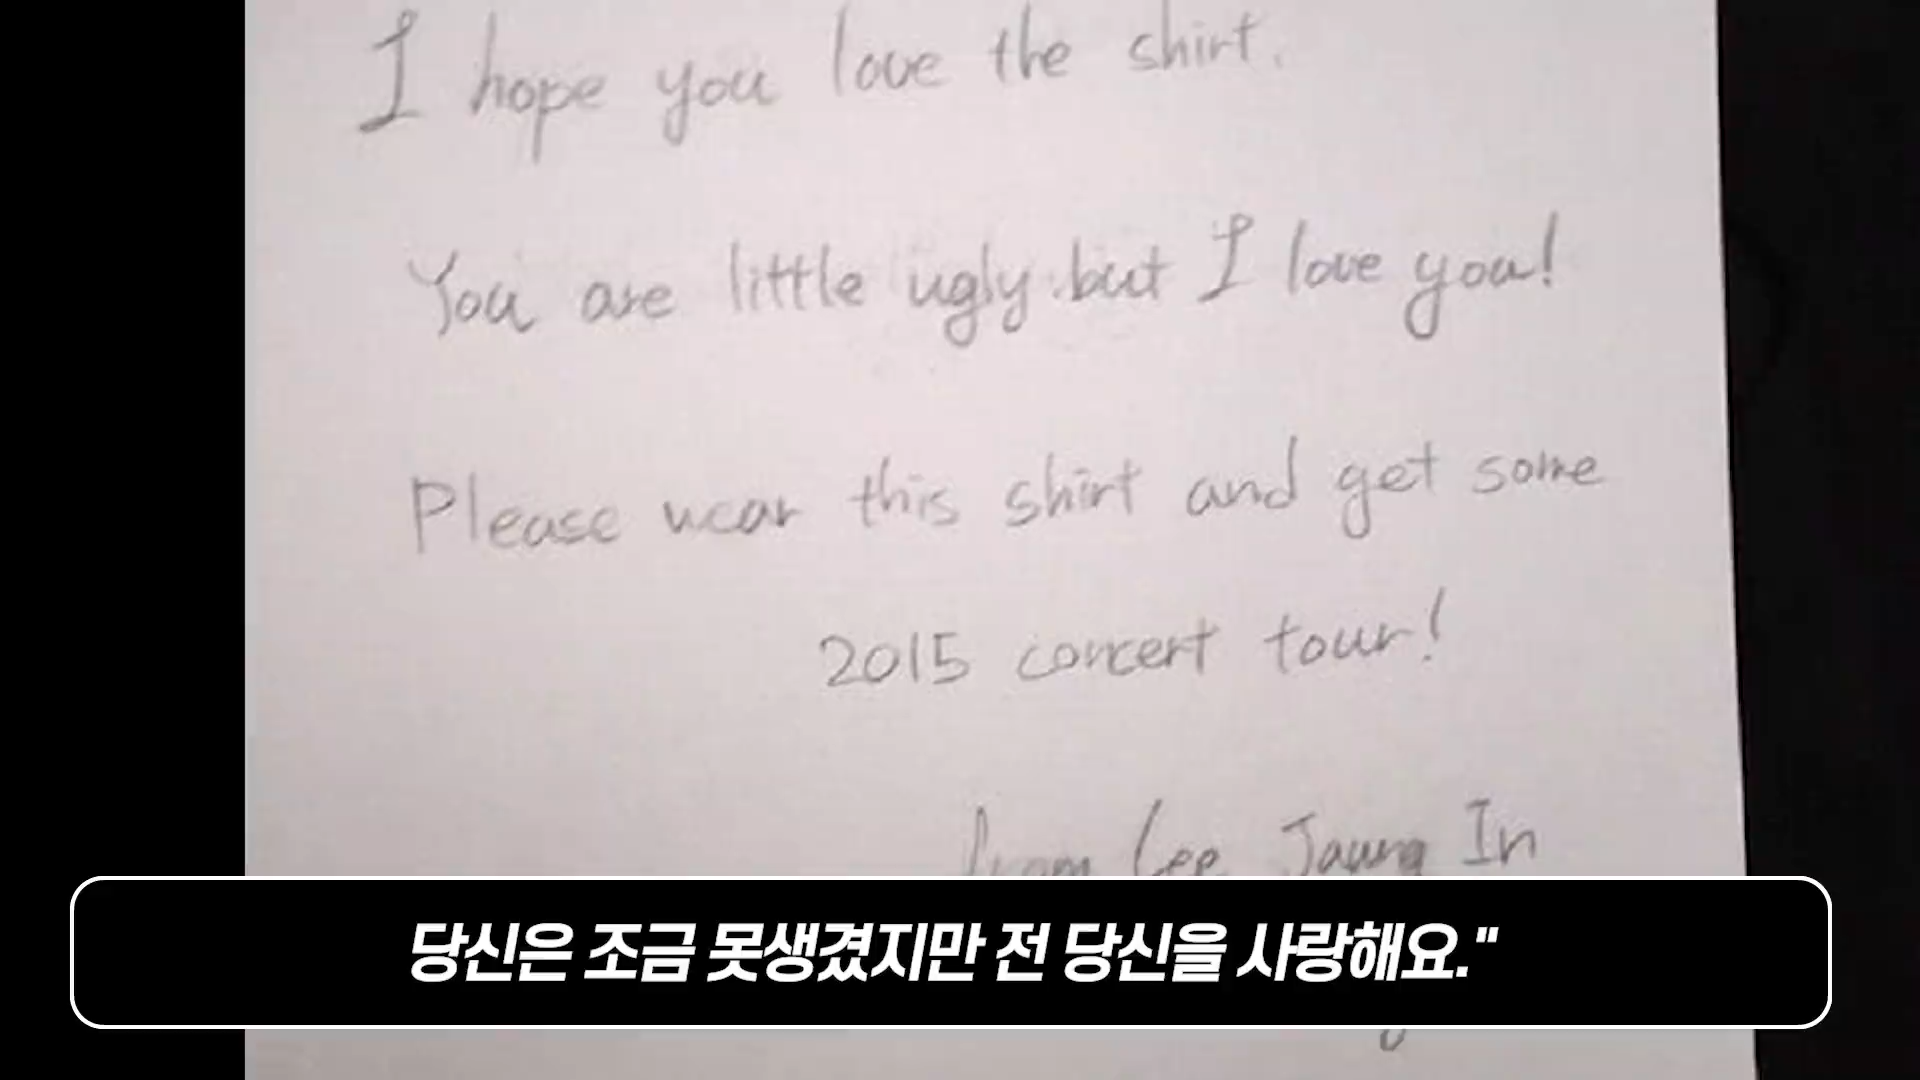 I hope you love the shirt.
You are little ugly but I love you!
Please wear this shirt and get some
2015 concert tour!
from Lee Jaung In
당신은 조금 못생겼지만 전 당신을 사랑해요."